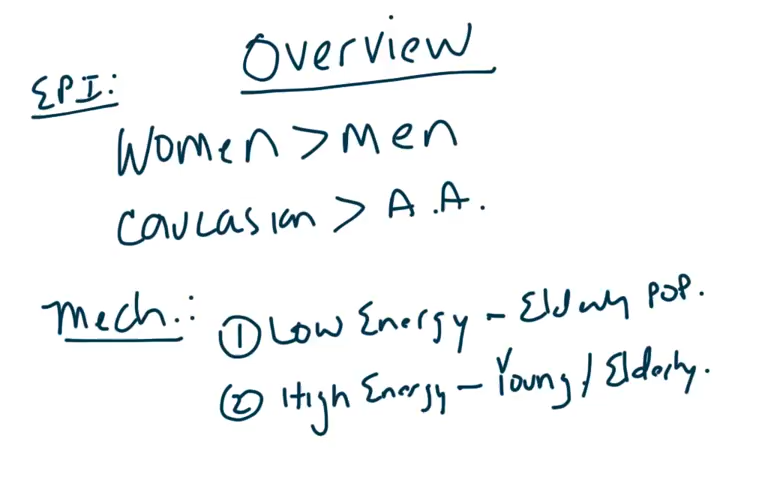 Overview
EPI:
Women > Men
Caucasian > A.A.
Mech.:
① Low Energy - Elderly pop.
② High Energy - Young / Elderly.